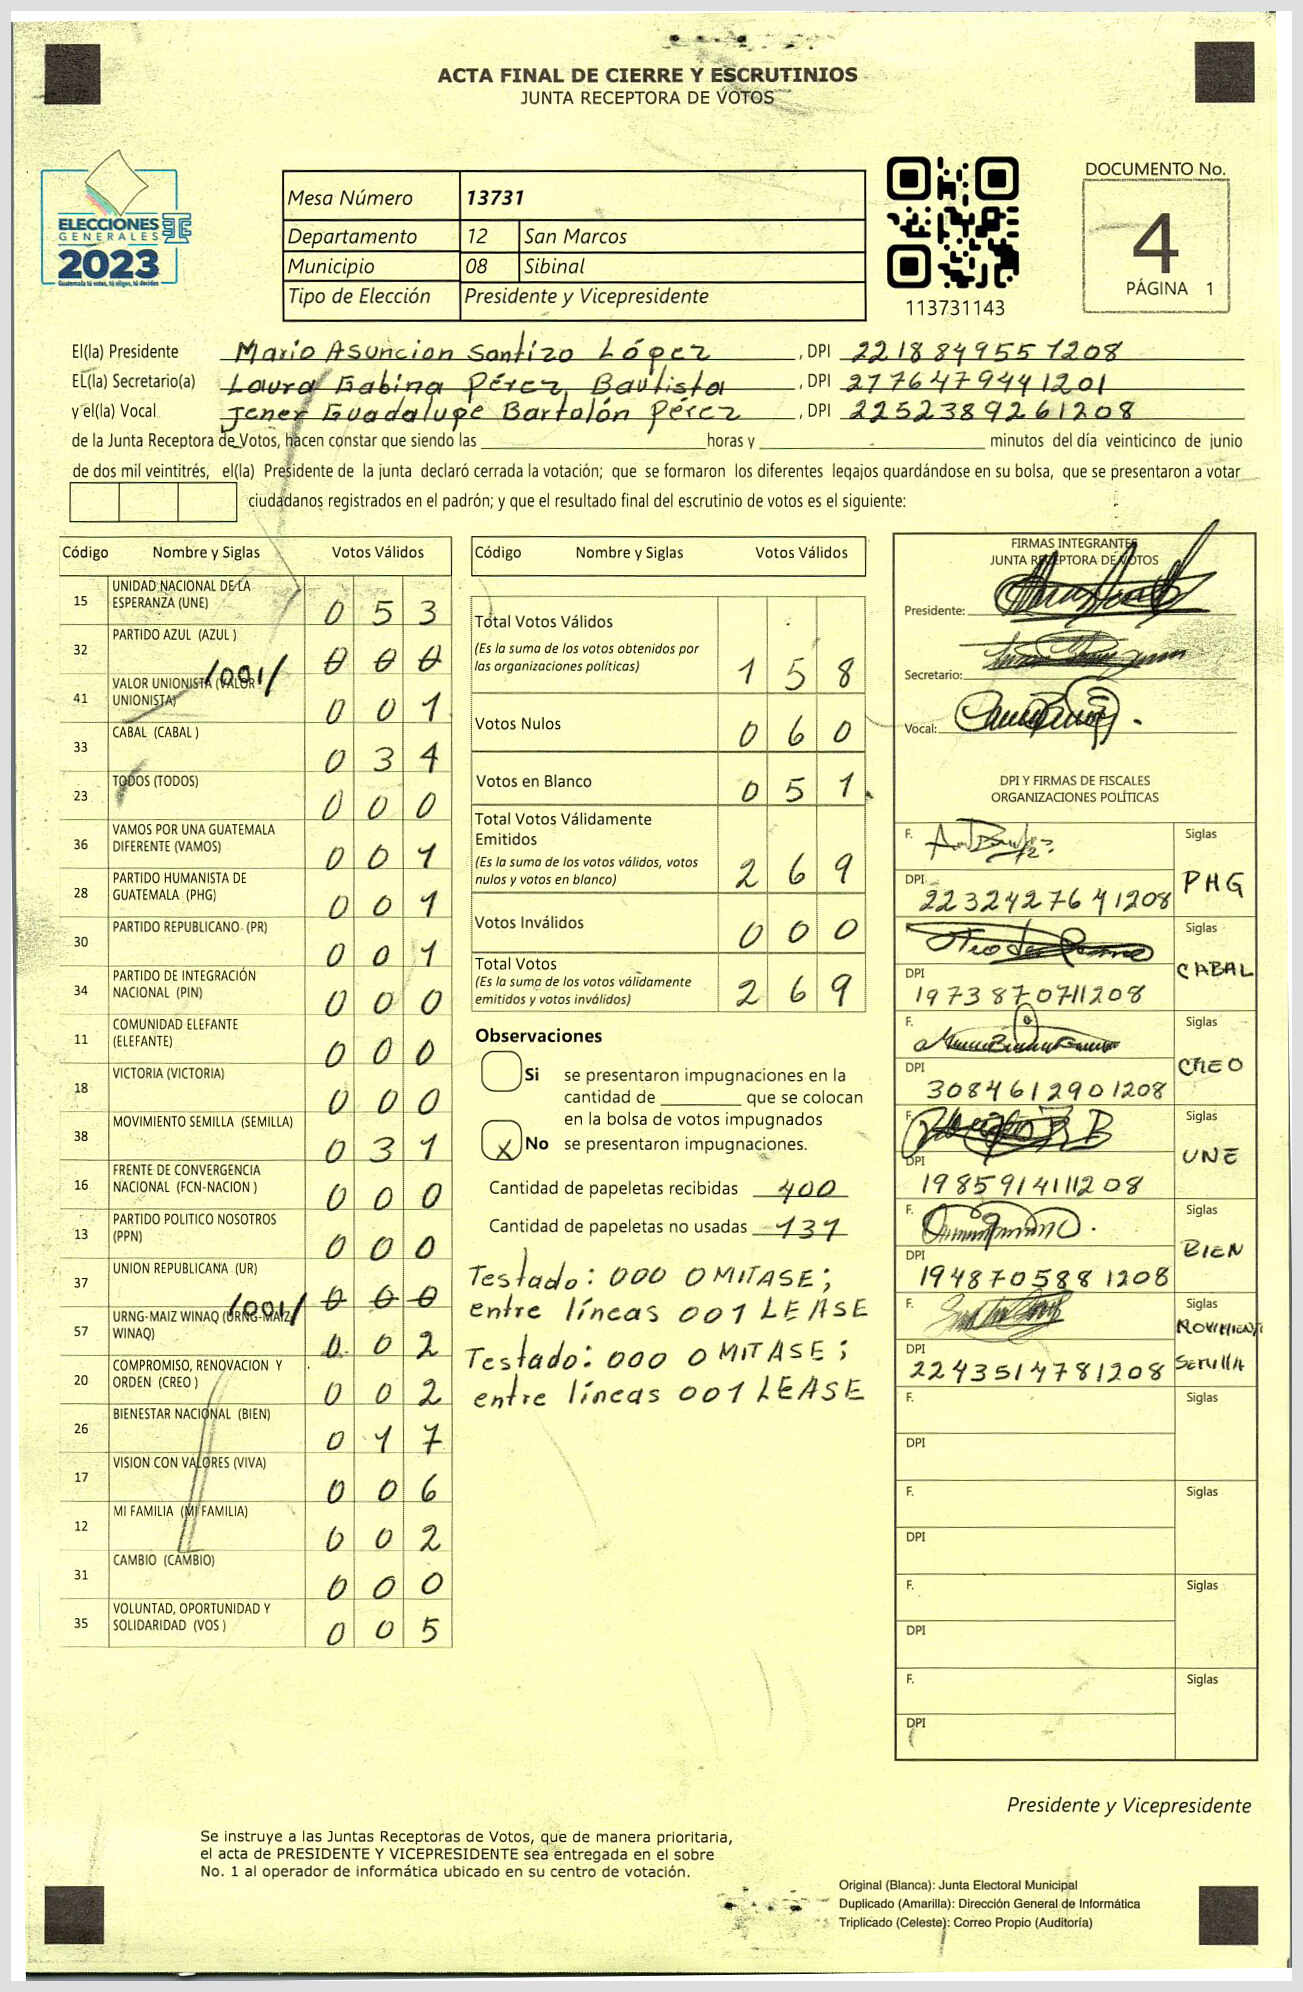 ACTA FINAL DE CIERRE Y ESCRUTINIOS
JUNTA RECEPTORA DE VOTOS
ELECCIONES
GENERALES
2023
Guatemala tú votas, tú eliges, tú decides
Mesa Número 13731
Departamento 12 San Marcos
Municipio 08 Sibinal
Tipo de Elección Presidente y Vicepresidente
113731143
DOCUMENTO No.
4
PÁGINA 1
El(la) Presidente Mario Asuncion Santizo López , DPI 2218849551208
EL(la) Secretario(a) Laura Gabina Pérez Bautista , DPI 2776479441201
y el(la) Vocal Jener Guadalupe Bartolón Pérez , DPI 2252389261208
de la Junta Receptora de Votos, hacen constar que siendo las horas y minutos del día veinticinco de junio
de dos mil veintitrés, el(la) Presidente de la junta declaró cerrada la votación; que se formaron los diferentes legajos guardándose en su bolsa, que se presentaron a votar
ciudadanos registrados en el padrón; y que el resultado final del escrutinio de votos es el siguiente:
Código Nombre y Siglas Votos Válidos
15 UNIDAD NACIONAL DE LA
ESPERANZA (UNE) 0 5 3
32 PARTIDO AZUL (AZUL ) 0 0 0
/001/
41 VALOR UNIONISTA (VALOR
UNIONISTA) 0 0 1
33 CABAL (CABAL ) 0 3 4
23 TODOS (TODOS) 0 0 0
36 VAMOS POR UNA GUATEMALA
DIFERENTE (VAMOS) 0 0 1
28 PARTIDO HUMANISTA DE
GUATEMALA (PHG) 0 0 1
30 PARTIDO REPUBLICANO (PR) 0 0 1
34 PARTIDO DE INTEGRACIÓN
NACIONAL (PIN) 0 0 0
11 COMUNIDAD ELEFANTE
(ELEFANTE) 0 0 0
18 VICTORIA (VICTORIA) 0 0 0
38 MOVIMIENTO SEMILLA (SEMILLA) 0 3 1
16 FRENTE DE CONVERGENCIA
NACIONAL (FCN-NACION ) 0 0 0
13 PARTIDO POLITICO NOSOTROS
(PPN) 0 0 0
37 UNION REPUBLICANA (UR) 0 0 0
/001/
57 URNG-MAIZ WINAQ (URNG-MAIZ
WINAQ) 0 0 2
20 COMPROMISO, RENOVACION Y
ORDEN (CREO ) 0 0 2
26 BIENESTAR NACIONAL (BIEN) 0 1 7
17 VISION CON VALORES (VIVA) 0 0 6
12 MI FAMILIA (MI FAMILIA) 0 0 2
31 CAMBIO (CAMBIO) 0 0 0
35 VOLUNTAD, OPORTUNIDAD Y
SOLIDARIDAD (VOS ) 0 0 5
Código Nombre y Siglas Votos Válidos
Total Votos Válidos
(Es la suma de los votos obtenidos por
las organizaciones políticas) 1 5 8
Votos Nulos 0 6 0
Votos en Blanco 0 5 1
Total Votos Válidamente
Emitidos
(Es la suma de los votos válidos, votos
nulos y votos en blanco) 2 6 9
Votos Inválidos 0 0 0
Total Votos
(Es la suma de los votos válidamente
emitidos y votos inválidos) 2 6 9
Observaciones
Si se presentaron impugnaciones en la
cantidad de que se colocan
en la bolsa de votos impugnados
x No se presentaron impugnaciones.
Cantidad de papeletas recibidas 400
Cantidad de papeletas no usadas 131
Testado: 000 OMITASE;
entre líneas 001 LEASE
Testado: 000 OMITASE;
entre líneas 001 LEASE
FIRMAS INTEGRANTES
JUNTA RECEPTORA DE VOTOS
Presidente:
Secretario:
Vocal:
DPI Y FIRMAS DE FISCALES
ORGANIZACIONES POLÍTICAS
F. Siglas
DPI 2232427641208 PHG
F. Siglas
DPI 1973870711208 CABAL
F. Siglas
DPI 3084612901208 CREO
F. Siglas
DPI 1985914111208 UNE
F. Siglas
DPI 1948705881208 BIEN
F. Siglas
DPI 2243514781208 MOVIMIENT
SEMILLA
F. Siglas
DPI
F. Siglas
DPI
F. Siglas
DPI
F. Siglas
DPI
Presidente y Vicepresidente
Se instruye a las Juntas Receptoras de Votos, que de manera prioritaria,
el acta de PRESIDENTE Y VICEPRESIDENTE sea entregada en el sobre
No. 1 al operador de informática ubicado en su centro de votación.
Original (Blanca): Junta Electoral Municipal
Duplicado (Amarilla): Dirección General de Informática
Triplicado (Celeste): Correo Propio (Auditoría)